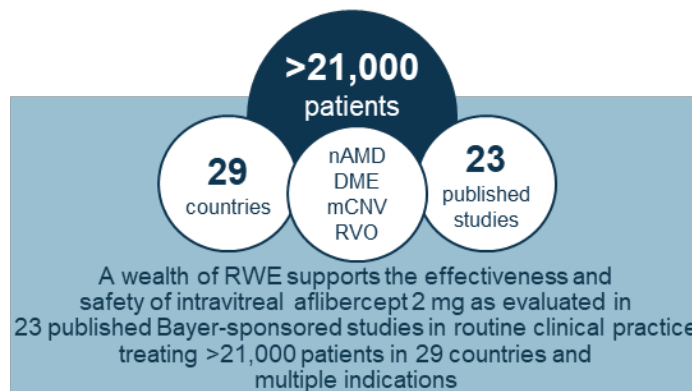 >21,000
patients
29
countries
nAMD
DME
mCNV
RVO
23
published
studies
A wealth of RWE supports the effectiveness and
safety of intravitreal aflibercept 2 mg as evaluated in
23 published Bayer-sponsored studies in routine clinical practice
treating >21,000 patients in 29 countries and
multiple indications